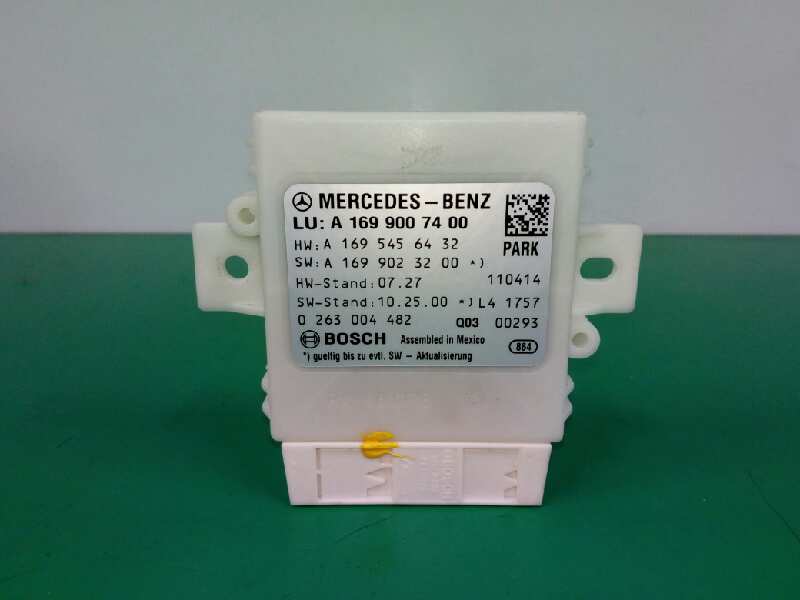 MERCEDES-BENZ
LU: A 169 900 74 00
HW: A 169 545 64 32
PARK
SW: A 169 902 32 00 *)
HW-Stand: 07.27 110414
SW-Stand: 10.25.00 *) L4 1757
0 263 004 482 Q03 00293
BOSCH Assembled in Mexico
*) gueltig bis zu evtl. SW - Aktualisierung
864